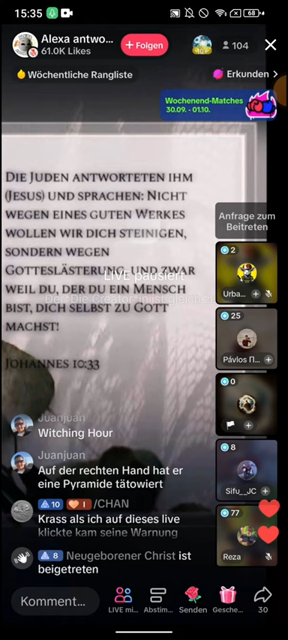 15:35
68
Alexa antwo...
61.0K Likes
+ Folgen
104
Wöchentliche Rangliste
Erkunden >
Wochenend-Matches
30.09. - 01.10.
Die Juden antworteten ihm
(Jesus) und sprachen: Nicht
wegen eines guten Werkes
wollen wir dich steinigen,
sondern wegen
Gotteslästerung, und zwar
weil du, der du ein Mensch
bist, dich selbst zu Gott
machst!
Johannes 10:33
LIVE pausiert
Anfrage zum
Beitreten
2
Urba...
25
Pávlos Π...
0
8
Sifu_JC
77
Reza
Juanjuan
Witching Hour
Juanjuan
Auf der rechten Hand hat er
eine Pyramide tätowiert
10 I /CHAN
Krass als ich auf dieses live
klickte kam seine Warnung
8 Neugeborener Christ ist
beigetreten
Komment...
LIVE mi...
Abstim...
Senden
Gesche...
30